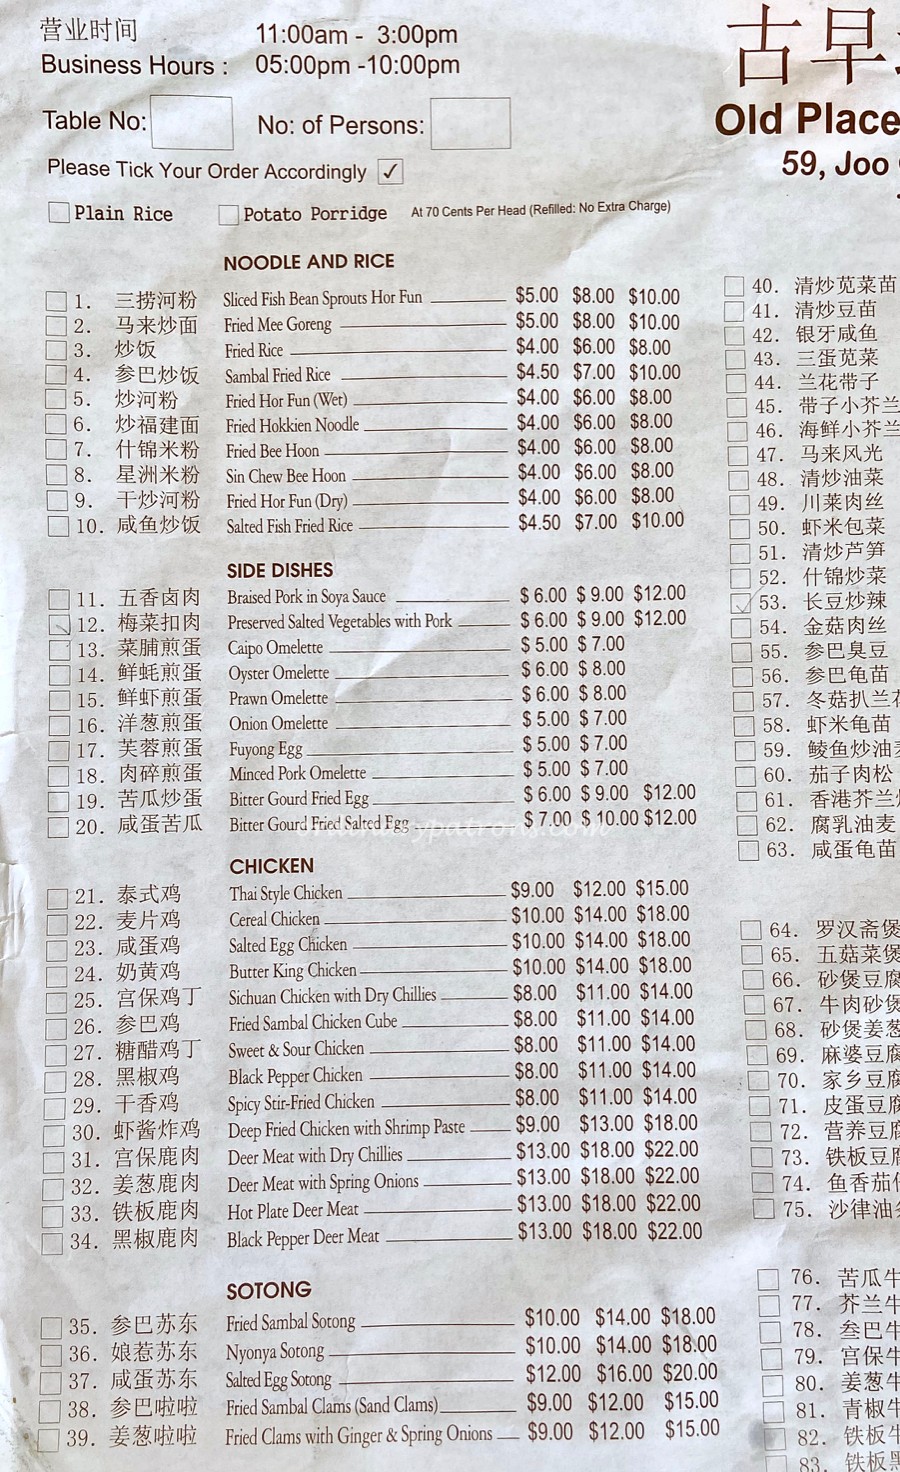 营业时间 11:00am - 3:00pm
Business Hours : 05:00pm -10:00pm
Table No: No: of Persons:
Please Tick Your Order Accordingly ✓
Plain Rice Potato Porridge At 70 Cents Per Head (Refilled: No Extra Charge)
NOODLE AND RICE
1. 三捞河粉 Sliced Fish Bean Sprouts Hor Fun $5.00 $8.00 $10.00
2. 马来炒面 Fried Mee Goreng $5.00 $8.00 $10.00
3. 炒饭 Fried Rice $4.00 $6.00 $8.00
4. 参巴炒饭 Sambal Fried Rice $4.50 $7.00 $10.00
5. 炒河粉 Fried Hor Fun (Wet) $4.00 $6.00 $8.00
6. 炒福建面 Fried Hokkien Noodle $4.00 $6.00 $8.00
7. 什锦米粉 Fried Bee Hoon $4.00 $6.00 $8.00
8. 星洲米粉 Sin Chew Bee Hoon $4.00 $6.00 $8.00
9. 干炒河粉 Fried Hor Fun (Dry) $4.00 $6.00 $8.00
10. 咸鱼炒饭 Salted Fish Fried Rice $4.50 $7.00 $10.00
SIDE DISHES
11. 五香卤肉 Braised Pork in Soya Sauce $ 6.00 $ 9.00 $12.00
12. 梅菜扣肉 Preserved Salted Vegetables with Pork $ 6.00 $ 9.00 $12.00
13. 菜脯煎蛋 Caipo Omelette $ 5.00 $ 7.00
14. 鲜蚝煎蛋 Oyster Omelette $ 6.00 $ 8.00
15. 鲜虾煎蛋 Prawn Omelette $ 6.00 $ 8.00
16. 洋葱煎蛋 Onion Omelette $ 5.00 $ 7.00
17. 芙蓉煎蛋 Fuyong Egg $ 5.00 $ 7.00
18. 肉碎煎蛋 Minced Pork Omelette $ 5.00 $ 7.00
19. 苦瓜炒蛋 Bitter Gourd Fried Egg $ 6.00 $ 9.00 $12.00
20. 咸蛋苦瓜 Bitter Gourd Fried Salted Egg $ 7.00 $ 10.00 $12.00
CHICKEN
21. 泰式鸡 Thai Style Chicken $9.00 $12.00 $15.00
22. 麦片鸡 Cereal Chicken $10.00 $14.00 $18.00
23. 咸蛋鸡 Salted Egg Chicken $10.00 $14.00 $18.00
24. 奶黄鸡 Butter King Chicken $10.00 $14.00 $18.00
25. 宫保鸡丁 Sichuan Chicken with Dry Chillies $8.00 $11.00 $14.00
26. 参巴鸡 Fried Sambal Chicken Cube $8.00 $11.00 $14.00
27. 糖醋鸡丁 Sweet & Sour Chicken $8.00 $11.00 $14.00
28. 黑椒鸡 Black Pepper Chicken $8.00 $11.00 $14.00
29. 干香鸡 Spicy Stir-Fried Chicken $8.00 $11.00 $14.00
30. 虾酱炸鸡 Deep Fried Chicken with Shrimp Paste $9.00 $13.00 $18.00
31. 宫保鹿肉 Deer Meat with Dry Chillies $13.00 $18.00 $22.00
32. 姜葱鹿肉 Deer Meat with Spring Onions $13.00 $18.00 $22.00
33. 铁板鹿肉 Hot Plate Deer Meat $13.00 $18.00 $22.00
34. 黑椒鹿肉 Black Pepper Deer Meat $13.00 $18.00 $22.00
SOTONG
35. 参巴苏东 Fried Sambal Sotong $10.00 $14.00 $18.00
36. 娘惹苏东 Nyonya Sotong $10.00 $14.00 $18.00
37. 咸蛋苏东 Salted Egg Sotong $12.00 $16.00 $20.00
38. 参巴啦啦 Fried Sambal Clams (Sand Clams) $9.00 $12.00 $15.00
39. 姜葱啦啦 Fried Clams with Ginger & Spring Onions $9.00 $12.00 $15.00
古早
Old Place
59, Joo
40. 清炒苋菜苗
41. 清炒豆苗
42. 银牙咸鱼
43. 三蛋苋菜
44. 兰花带子
45. 带子小芥兰
46. 海鲜小芥兰
47. 马来风光
48. 清炒油菜
49. 川菜肉丝
50. 虾米包菜
51. 清炒芦笋
52. 什锦炒菜
53. 长豆炒辣
54. 金菇肉丝
55. 参巴臭豆
56. 参巴龟苗
57. 冬菇扒兰花
58. 虾米龟苗
59. 鲮鱼炒油麦
60. 茄子肉松
61. 香港芥兰
62. 腐乳油麦
63. 咸蛋龟苗
64. 罗汉斋煲
65. 五菇菜煲
66. 砂煲豆腐
67. 牛肉砂煲
68. 砂煲姜葱
69. 麻婆豆腐
70. 家乡豆腐
71. 皮蛋豆腐
72. 营养豆腐
73. 铁板豆腐
74. 鱼香茄
75. 沙律油条
76. 苦瓜牛
77. 芥兰牛
78. 叁巴牛
79. 宫保牛
80. 姜葱牛
81. 青椒牛
82. 铁板牛
83. 铁板黑